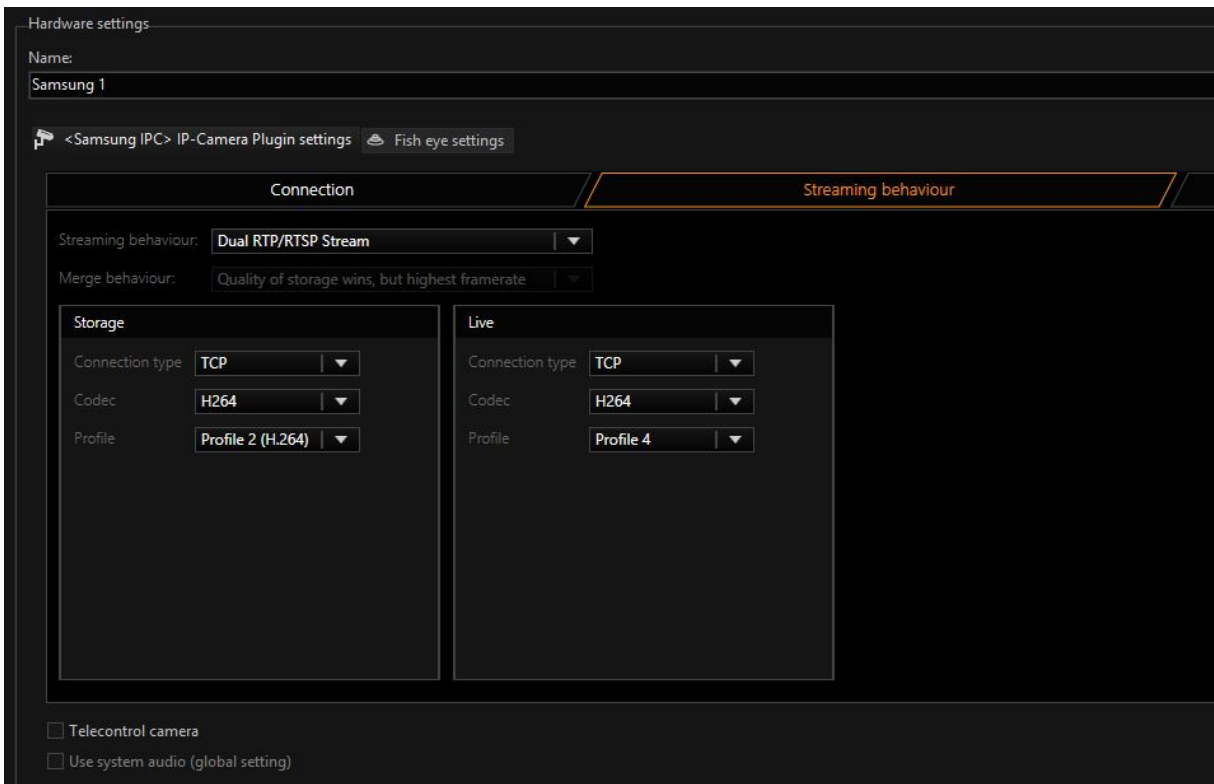 Hardware settings
Name:
Samsung 1
<Samsung IPC> IP-Camera Plugin settings Fish eye settings
Connection Streaming behaviour
Streaming behaviour: Dual RTP/RTSP Stream
Merge behaviour: Quality of storage wins, but highest framerate
Storage Live
Connection type TCP Connection type TCP
Codec H264 Codec H264
Profile Profile 2 (H.264) Profile Profile 4
Telecontrol camera
Use system audio (global setting)